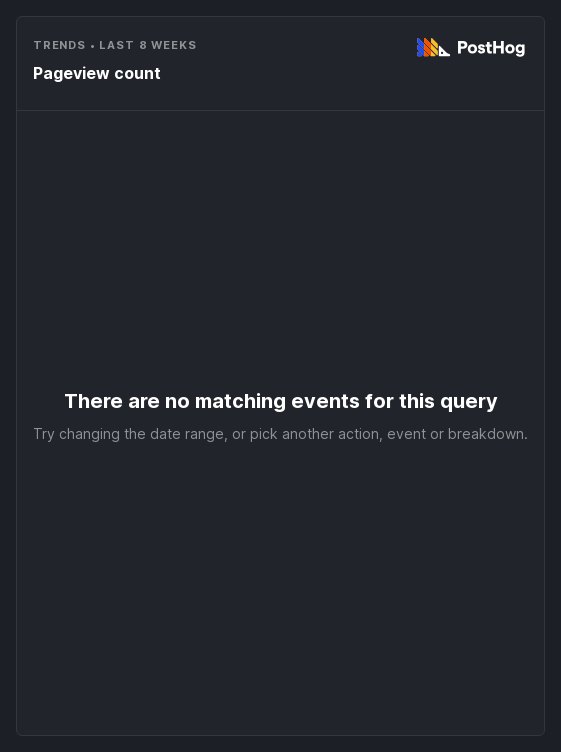 TRENDS • LAST 8 WEEKS
PostHog
Pageview count
There are no matching events for this query
Try changing the date range, or pick another action, event or breakdown.